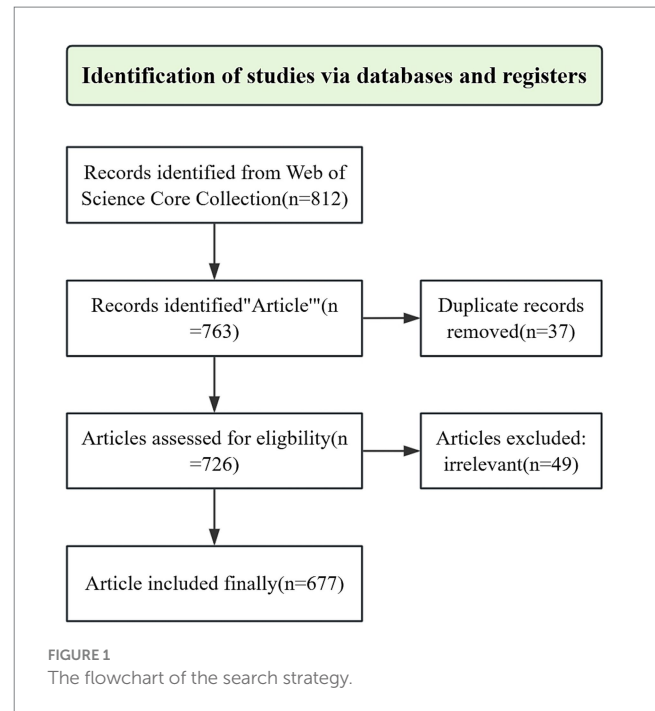 Identification of studies via databases and registers
Records identified from Web of
Science Core Collection(n=812)
Records identified"Article'"(n
=763)
Duplicate records
removed(n=37)
Articles assessed for eligbility(n
=726)
Articles excluded:
irrelevant(n=49)
Article included finally(n=677)
FIGURE 1
The flowchart of the search strategy.